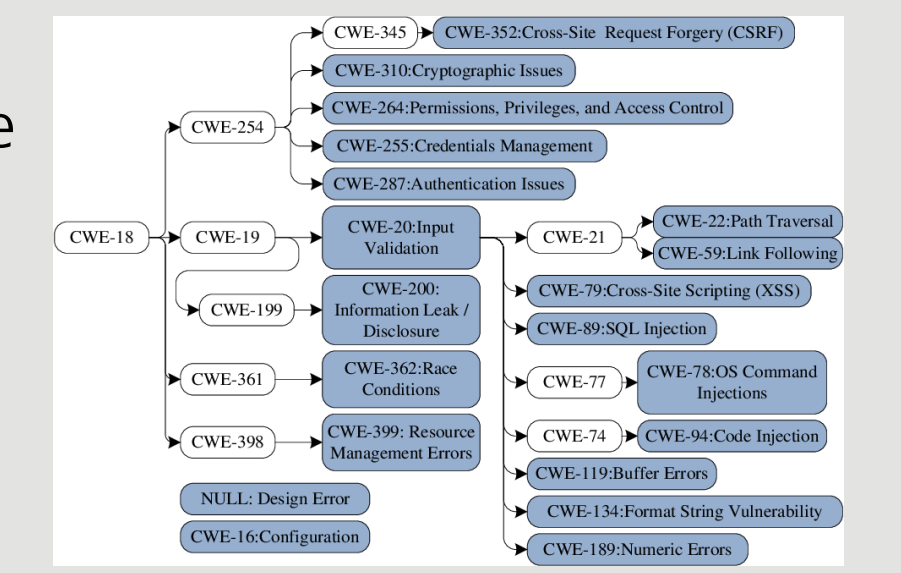 e
CWE-18
CWE-254
CWE-345
CWE-352:Cross-Site Request Forgery (CSRF)
CWE-310:Cryptographic Issues
CWE-264:Permissions, Privileges, and Access Control
CWE-255:Credentials Management
CWE-287:Authentication Issues
CWE-19
CWE-20:Input
Validation
CWE-199
CWE-200:
Information Leak /
Disclosure
CWE-361
CWE-362:Race
Conditions
CWE-398
CWE-399: Resource
Management Errors
NULL: Design Error
CWE-16:Configuration
CWE-21
CWE-22:Path Traversal
CWE-59:Link Following
CWE-79:Cross-Site Scripting (XSS)
CWE-89:SQL Injection
CWE-77
CWE-78:OS Command
Injections
CWE-74
CWE-94:Code Injection
CWE-119:Buffer Errors
CWE-134:Format String Vulnerability
CWE-189:Numeric Errors